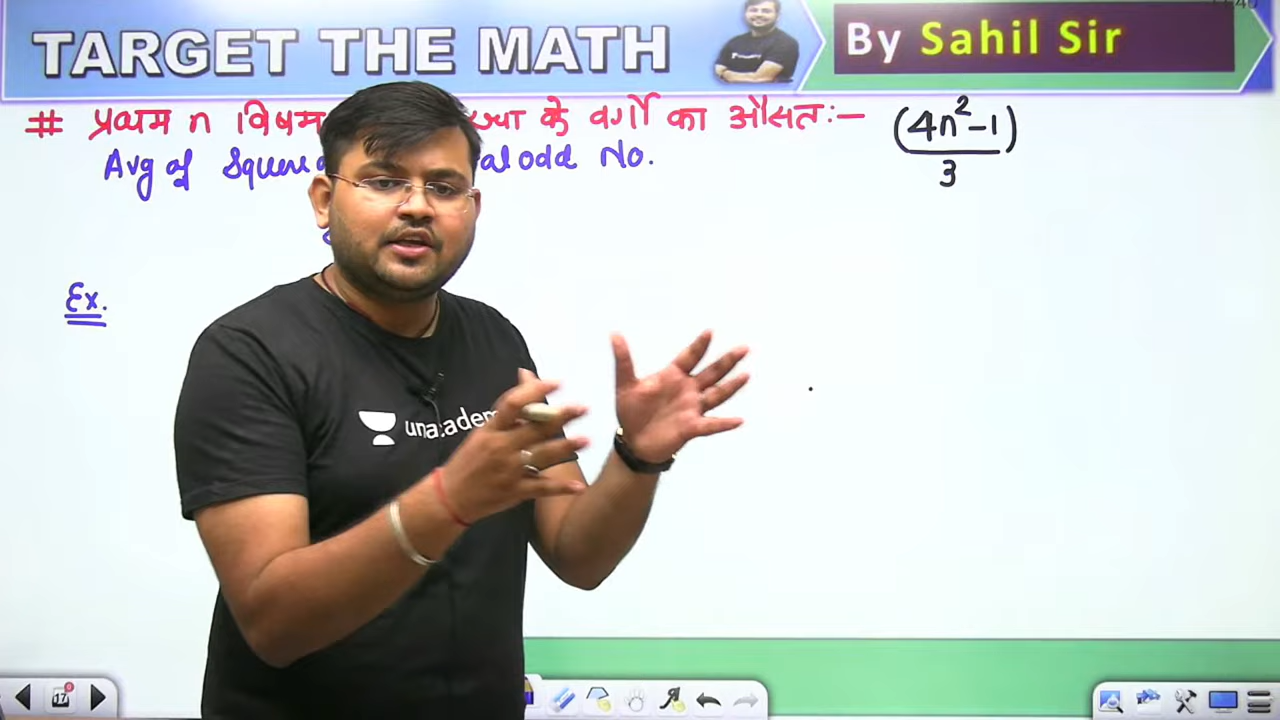 TARGET THE MATH
By Sahil Sir
# प्रथम n विषम के वर्गों का औसतः— (4n²-1)/3
Avg of odd No.
Ex.
unacadem
17